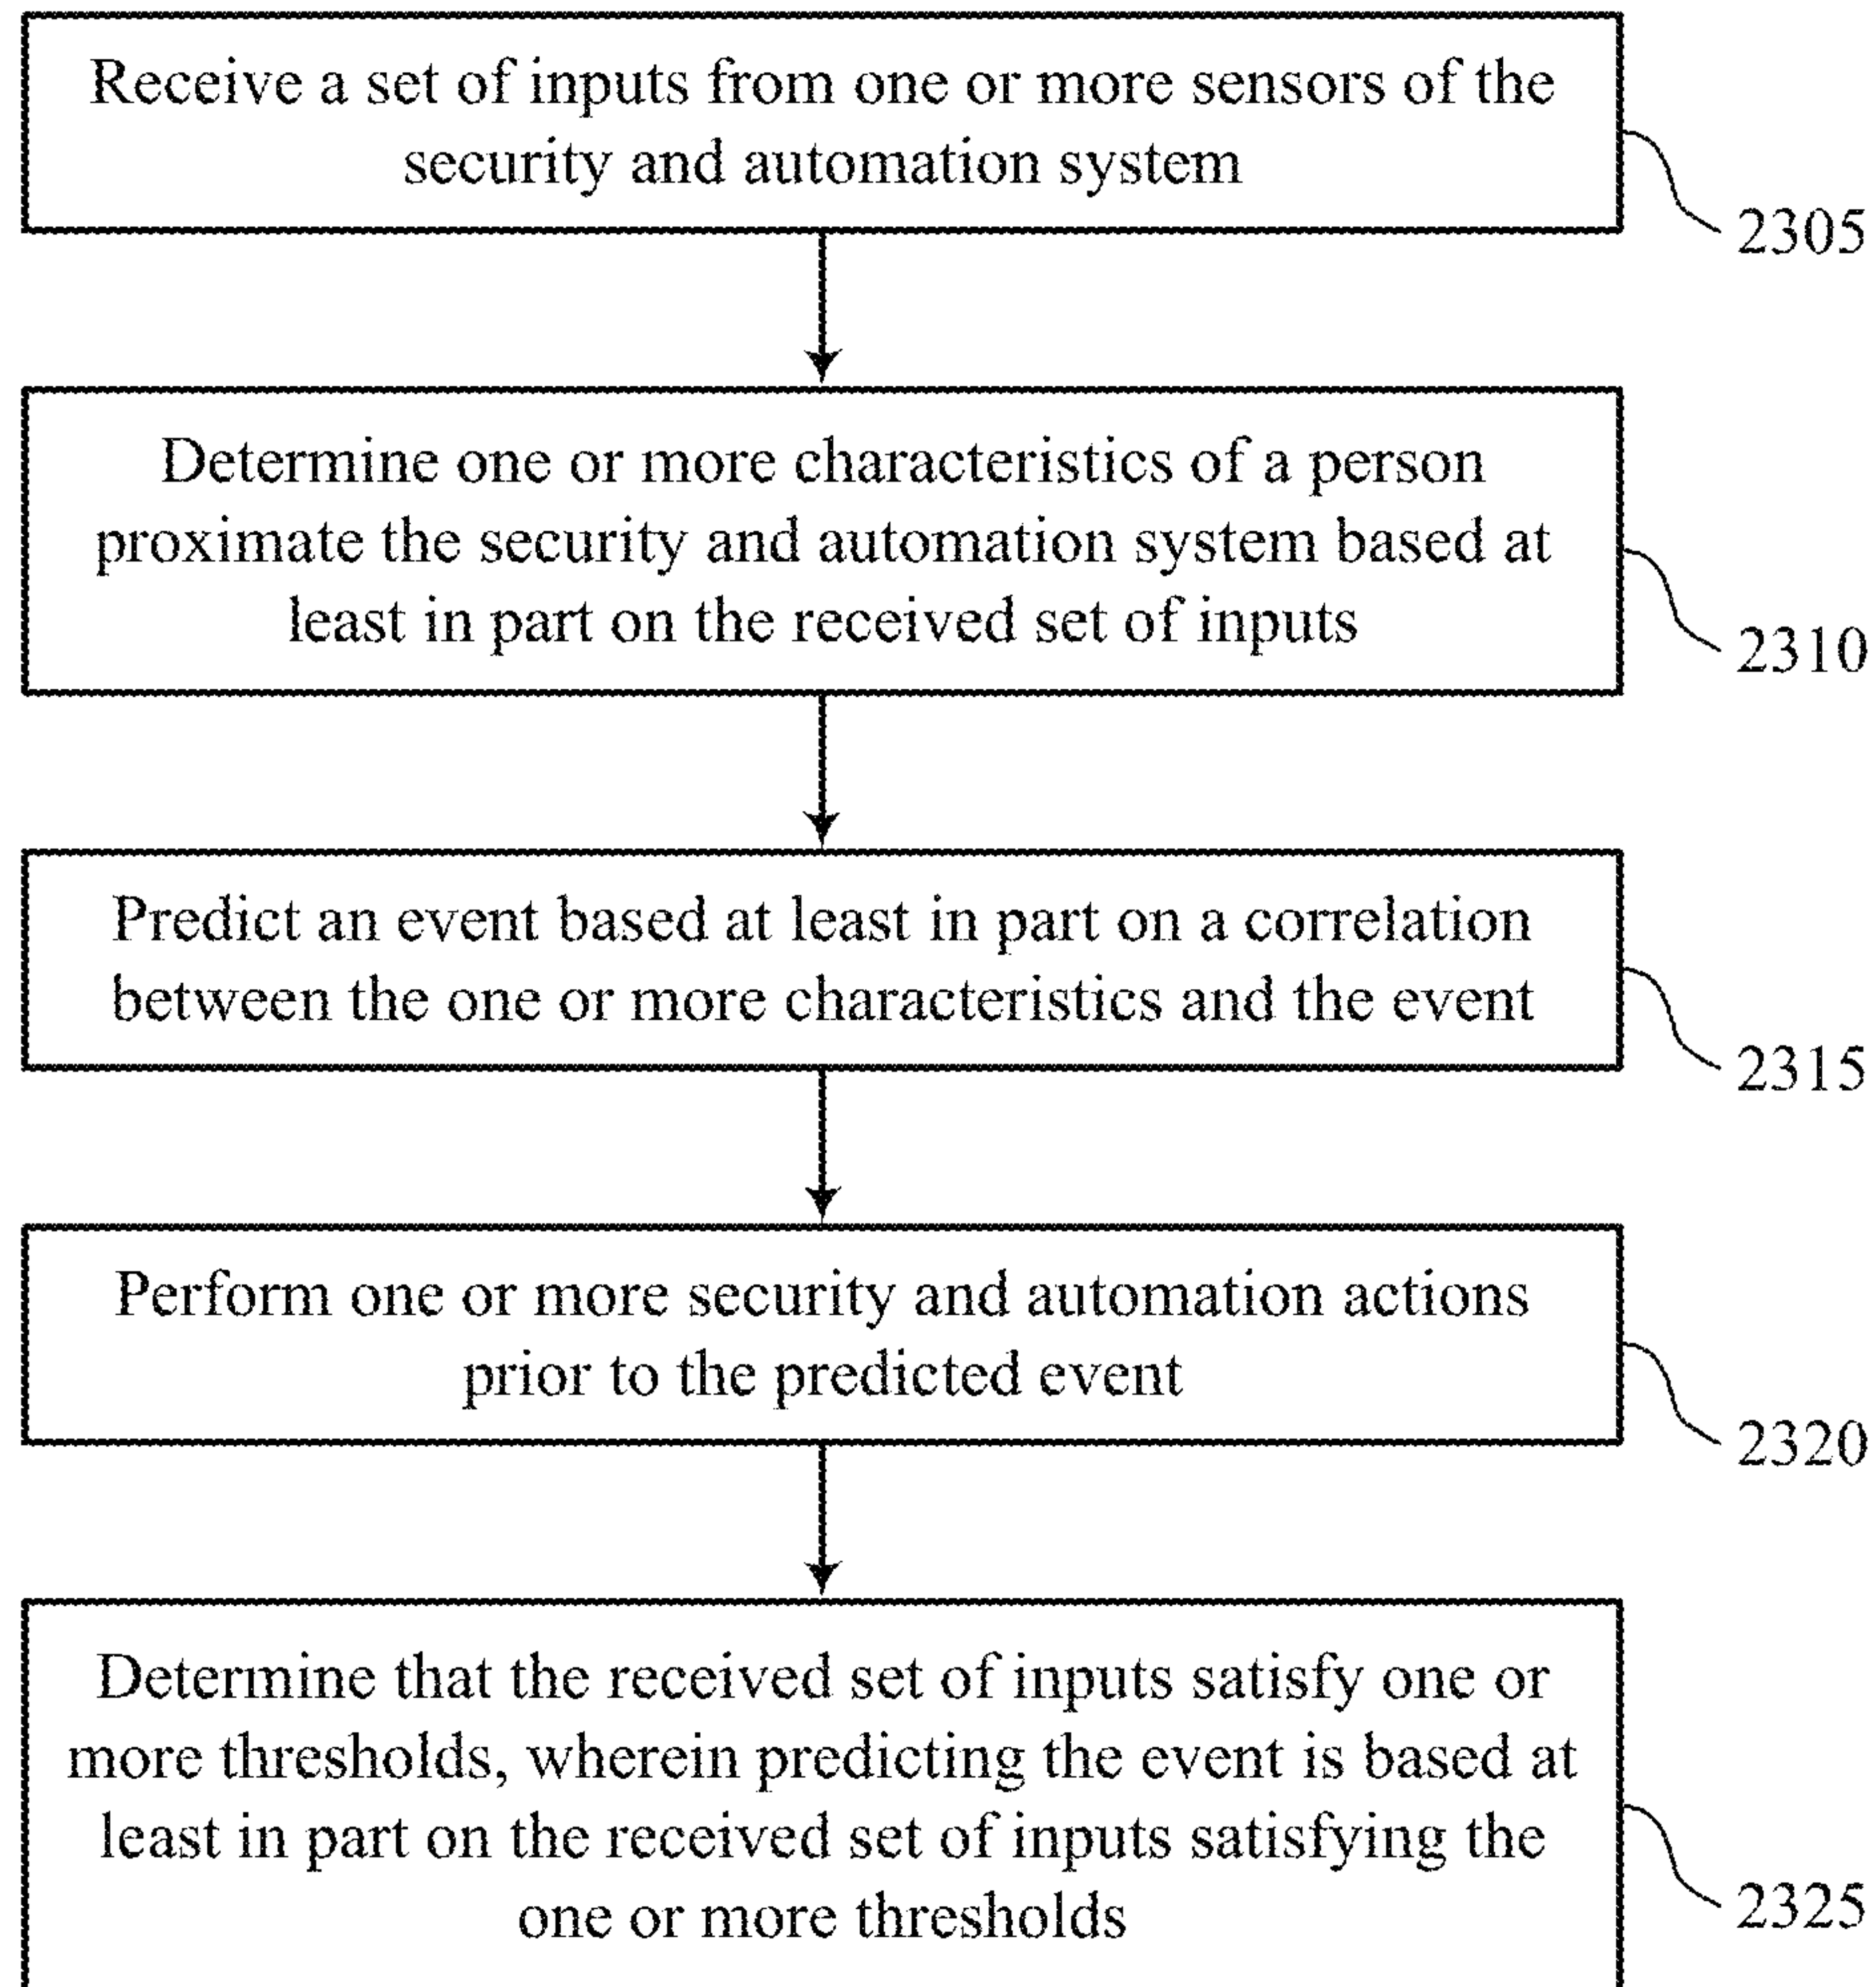 Receive a set of inputs from one or more sensors of the
security and automation system
2305
Determine one or more characteristics of a person
proximate the security and automation system based at
least in part on the received set of inputs
2310
Predict an event based at least in part on a correlation
between the one or more characteristics and the event
2315
Perform one or more security and automation actions
prior to the predicted event
2320
Determine that the received set of inputs satisfy one or
more thresholds, wherein predicting the event is based at
least in part on the received set of inputs satisfying the
one or more thresholds
2325